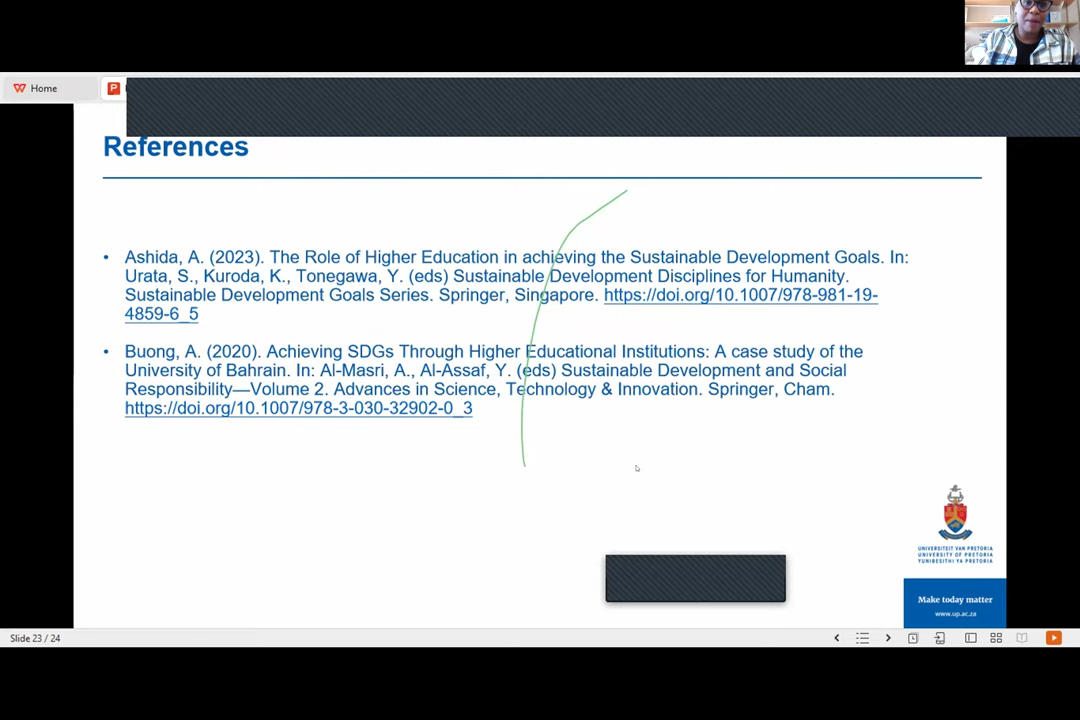 Home
References
• Ashida, A. (2023). The Role of Higher Education in achieving the Sustainable Development Goals. In:
Urata, S., Kuroda, K., Tonegawa, Y. (eds) Sustainable Development Disciplines for Humanity.
Sustainable Development Goals Series. Springer, Singapore. https://doi.org/10.1007/978-981-19-
4859-6_5
• Buong, A. (2020). Achieving SDGs Through Higher Educational Institutions: A case study of the
University of Bahrain. In: Al-Masri, A., Al-Assaf, Y. (eds) Sustainable Development and Social
Responsibility—Volume 2. Advances in Science, Technology & Innovation. Springer, Cham.
https://doi.org/10.1007/978-3-030-32902-0_3
UNIVERSITEIT VAN PRETORIA
UNIVERSITY OF PRETORIA
YUNIBESITHI YA PRETORIA
Make today matter
www.up.ac.za
Slide 23 / 24